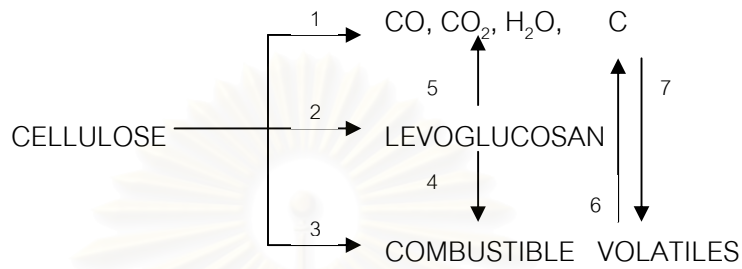 1 CO, CO₂, H₂O, C
5 7
2
CELLULOSE LEVOGLUCOSAN
4
6
3
COMBUSTIBLE VOLATILES